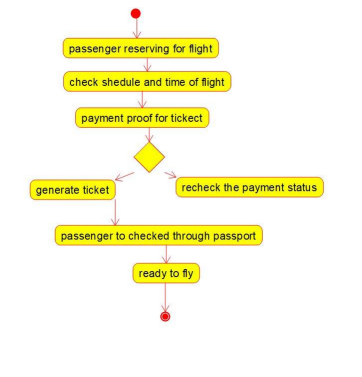 passenger reserving for flight
check shedule and time of flight
payment proof for tickect
generate ticket
recheck the payment status
passenger to checked through passport
ready to fly